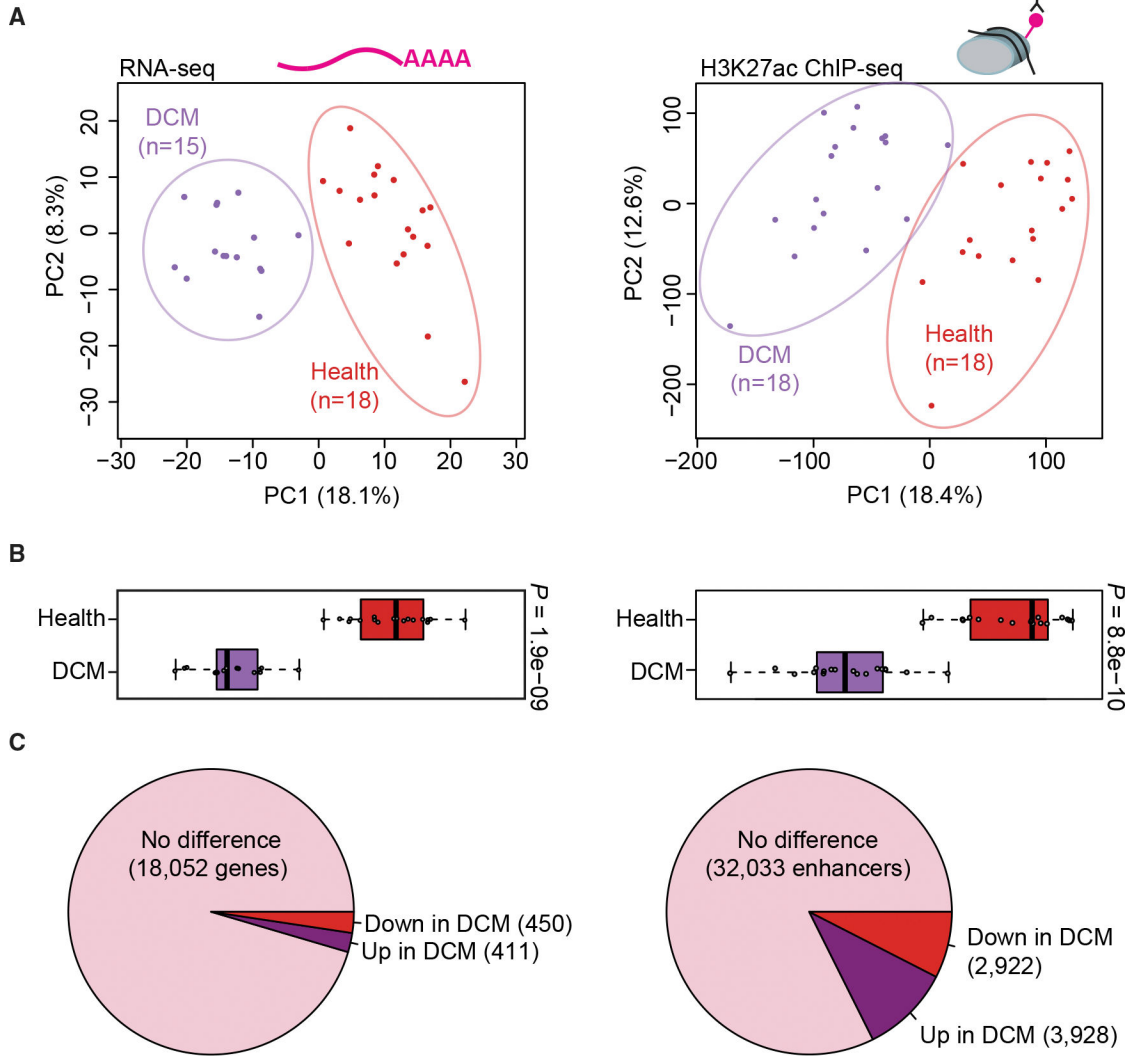 A
RNA-seq
AAAA
DCM
(n=15)
Health
(n=18)
PC2 (8.3%)
20
10
0
−10
−20
−30
−30
−20
−10
0
10
20
30
PC1 (18.1%)
H3K27ac ChIP-seq
DCM
(n=18)
Health
(n=18)
PC2 (12.6%)
100
0
−100
−200
−200
−100
0
100
PC1 (18.4%)
B
Health
DCM
P = 1.9e−09
Health
DCM
P = 8.8e−10
C
No difference
(18,052 genes)
Down in DCM (450)
Up in DCM (411)
No difference
(32,033 enhancers)
Down in DCM
(2,922)
Up in DCM (3,928)